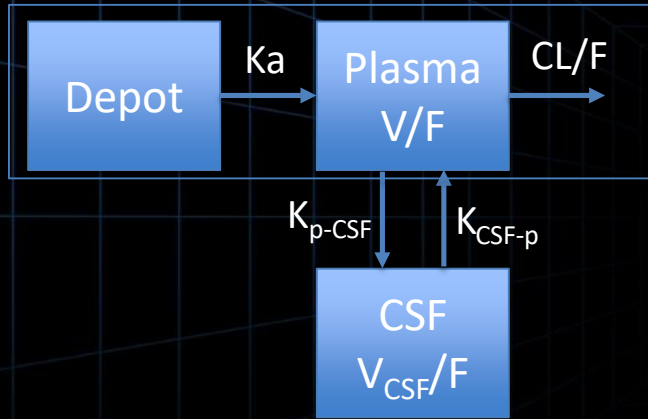 Depot
Ka
Plasma
V/F
CL/F
Kp-CSF
KCSF-p
CSF
VCSF/F